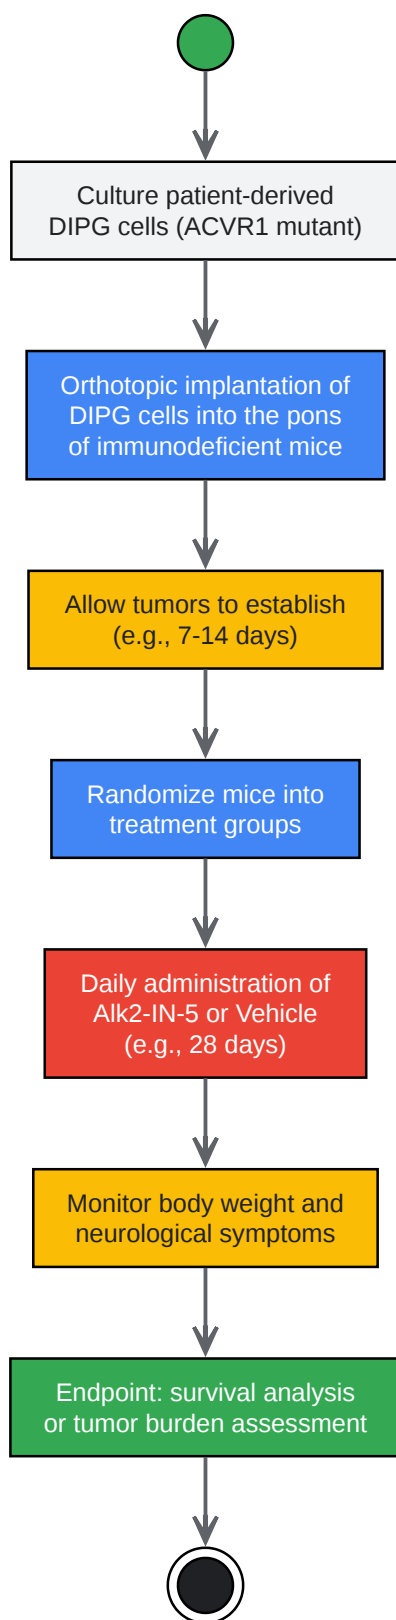 Culture patient-derived
DIPG cells (ACVR1 mutant)
Orthotopic implantation of
DIPG cells into the pons
of immunodeficient mice
Allow tumors to establish
(e.g., 7-14 days)
Randomize mice into
treatment groups
Daily administration of
Alk2-IN-5 or Vehicle
(e.g., 28 days)
Monitor body weight and
neurological symptoms
Endpoint: survival analysis
or tumor burden assessment